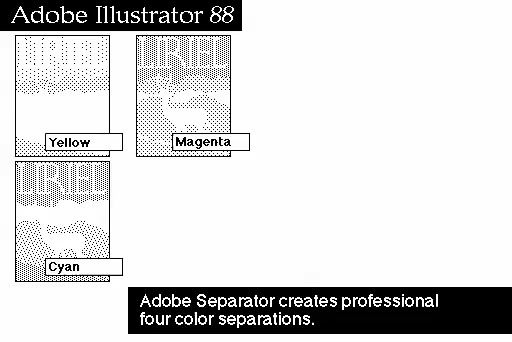 Adobe Illustrator 88
Yellow
Magenta
Cyan
Adobe Separator creates professional
four color separations.